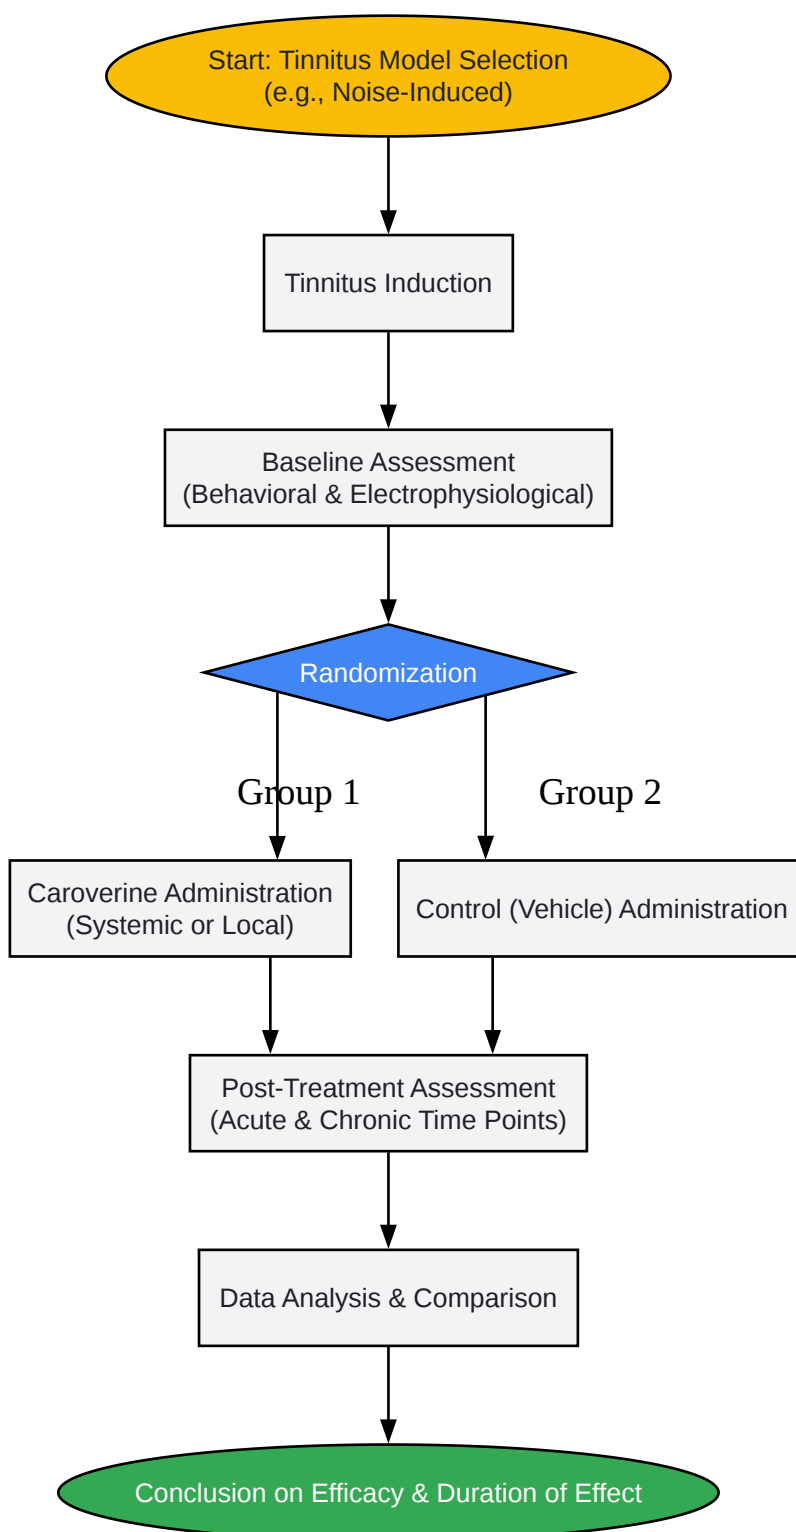 Start: Tinnitus Model Selection
(e.g., Noise-Induced)
Tinnitus Induction
Baseline Assessment
(Behavioral & Electrophysiological)
Randomization
Group 1
Group 2
Caroverine Administration
(Systemic or Local)
Control (Vehicle) Administration
Post-Treatment Assessment
(Acute & Chronic Time Points)
Data Analysis & Comparison
Conclusion on Efficacy & Duration of Effect